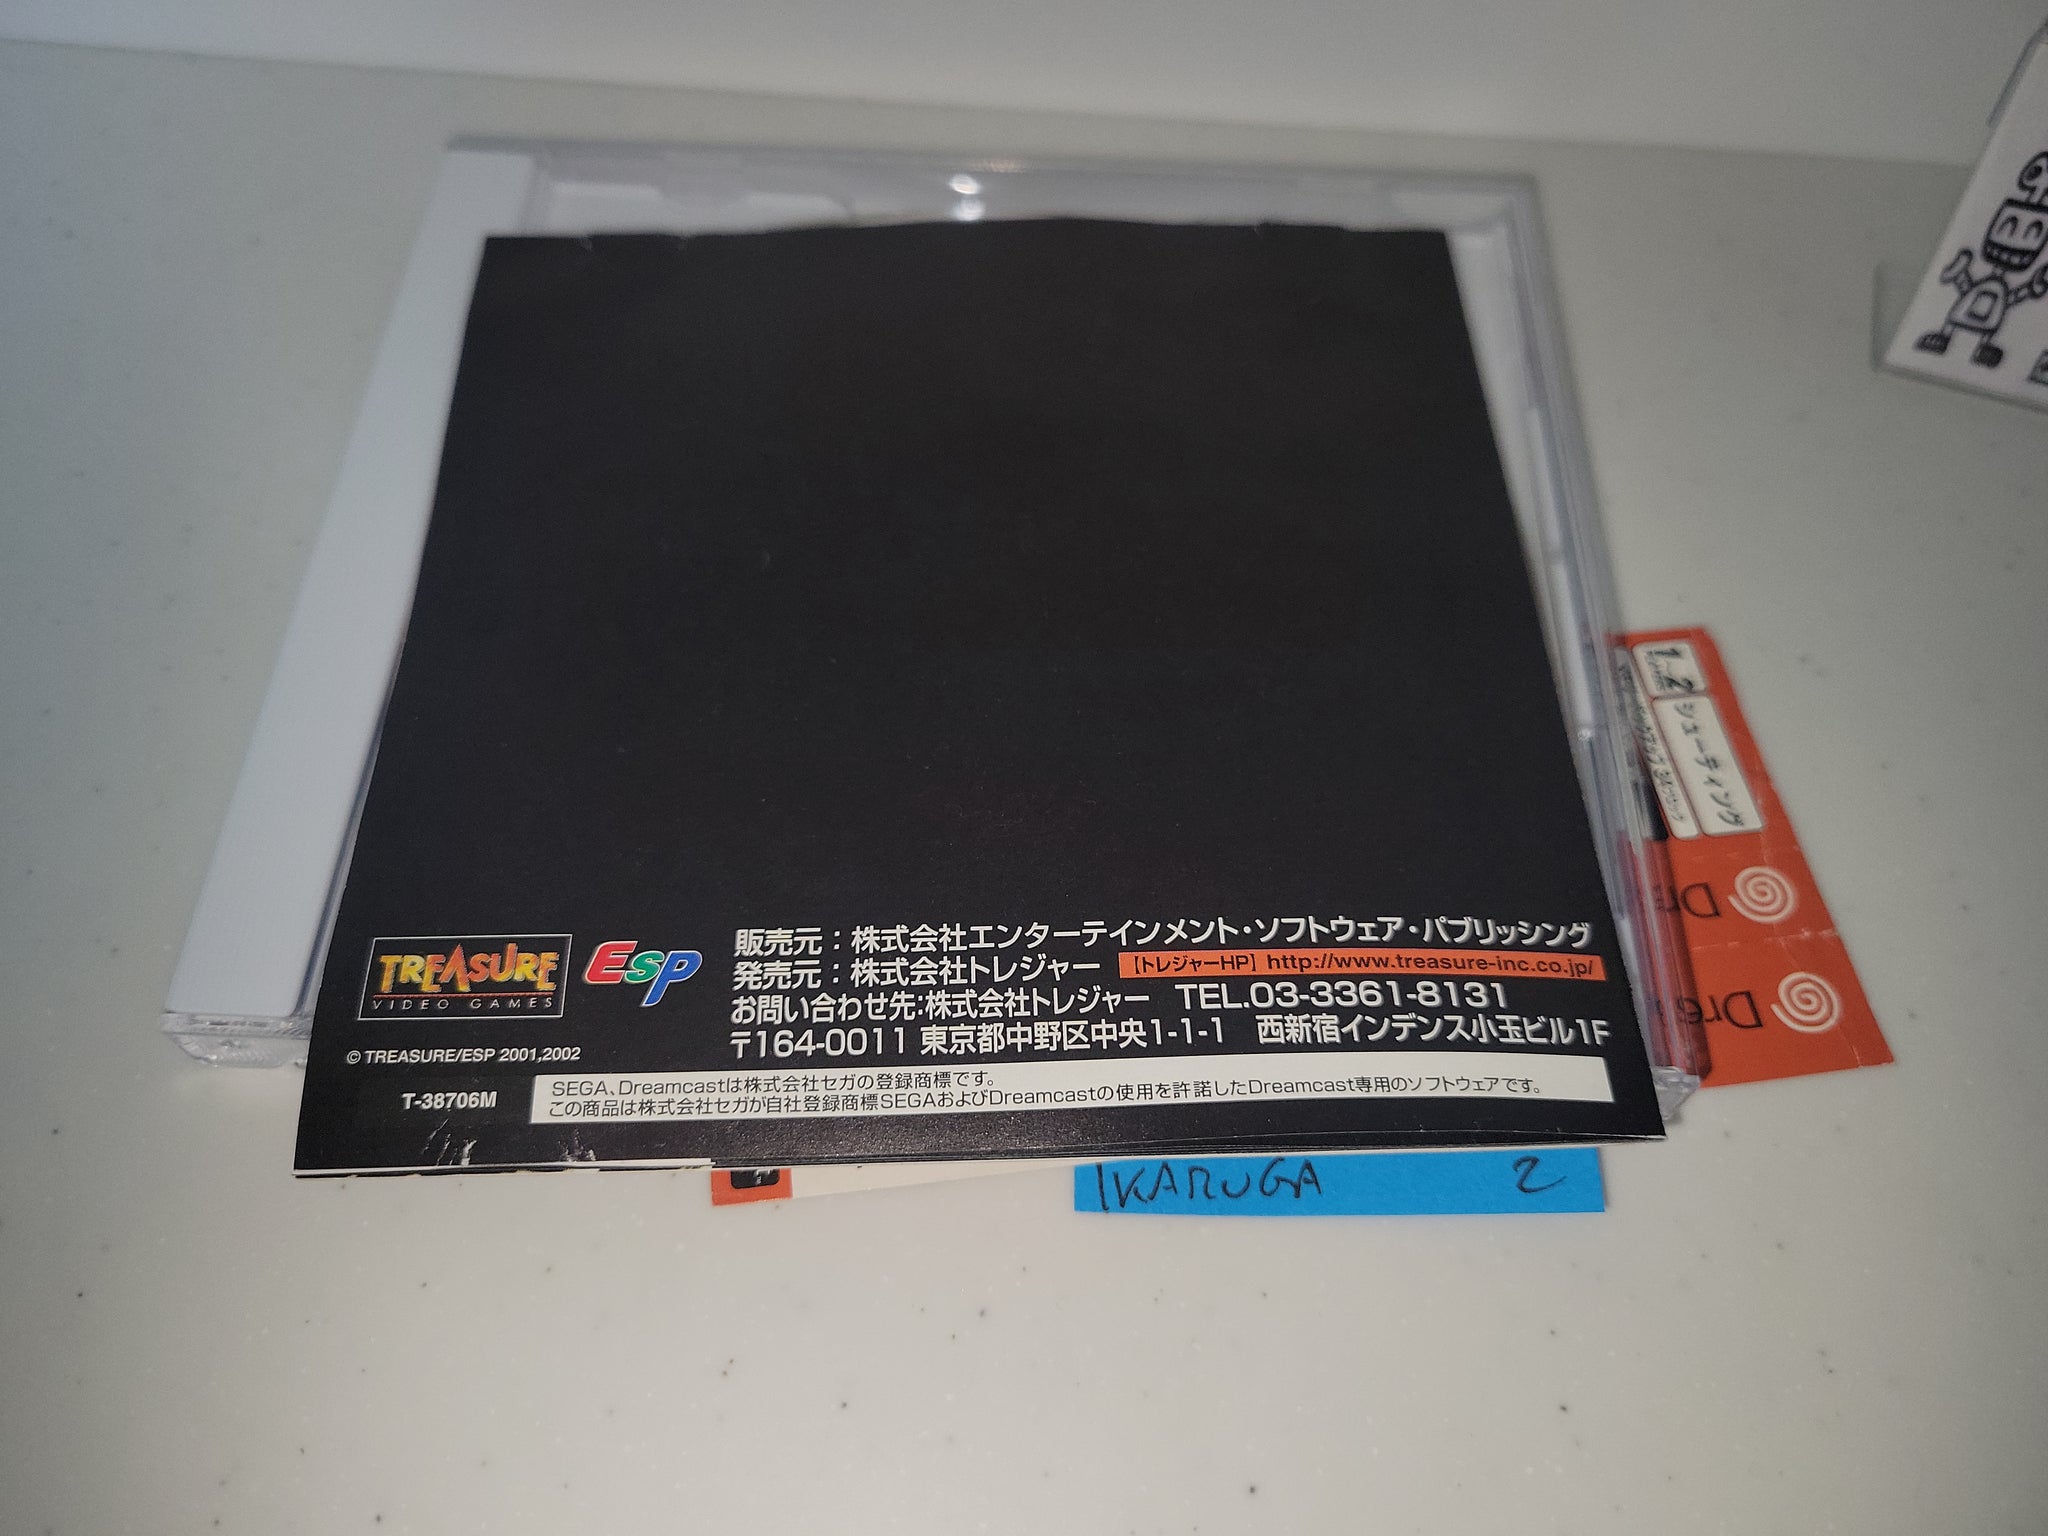 1~2
シューティング
Dre
Dre
TREASURE
VIDEO GAMES
ESP
販売元:株式会社エンターテインメント・ソフトウェア・パブリッシング
発売元:株式会社トレジャー 【トレジャーHP】http://www.treasure-inc.co.jp/
お問い合わせ先:株式会社トレジャー TEL.03-3361-8131
〒164-0011 東京都中野区中央1-1-1 西新宿インデンス小玉ビル1F
© TREASURE/ESP 2001,2002
T-38706M
SEGA、Dreamcastは株式会社セガの登録商標です。
この商品は株式会社セガが自社登録商標SEGAおよびDreamcastの使用を許諾したDreamcast専用のソフトウェアです。
IKARUGA 2